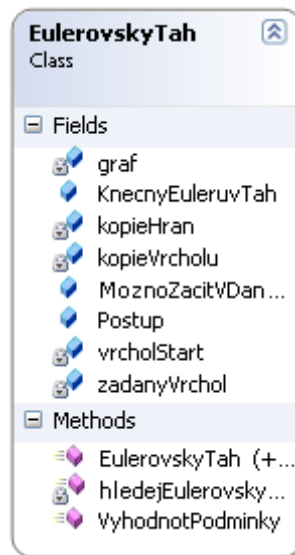 EulerovskyTah
Class
Fields
graf
KnecnyEuleruvTah
kopieHran
kopieVrcholu
MoznoZacitVDan...
Postup
vrcholStart
zadanyVrchol
Methods
EulerovskyTah (+...
hledejEulerovsky...
VyhodnotPodminky